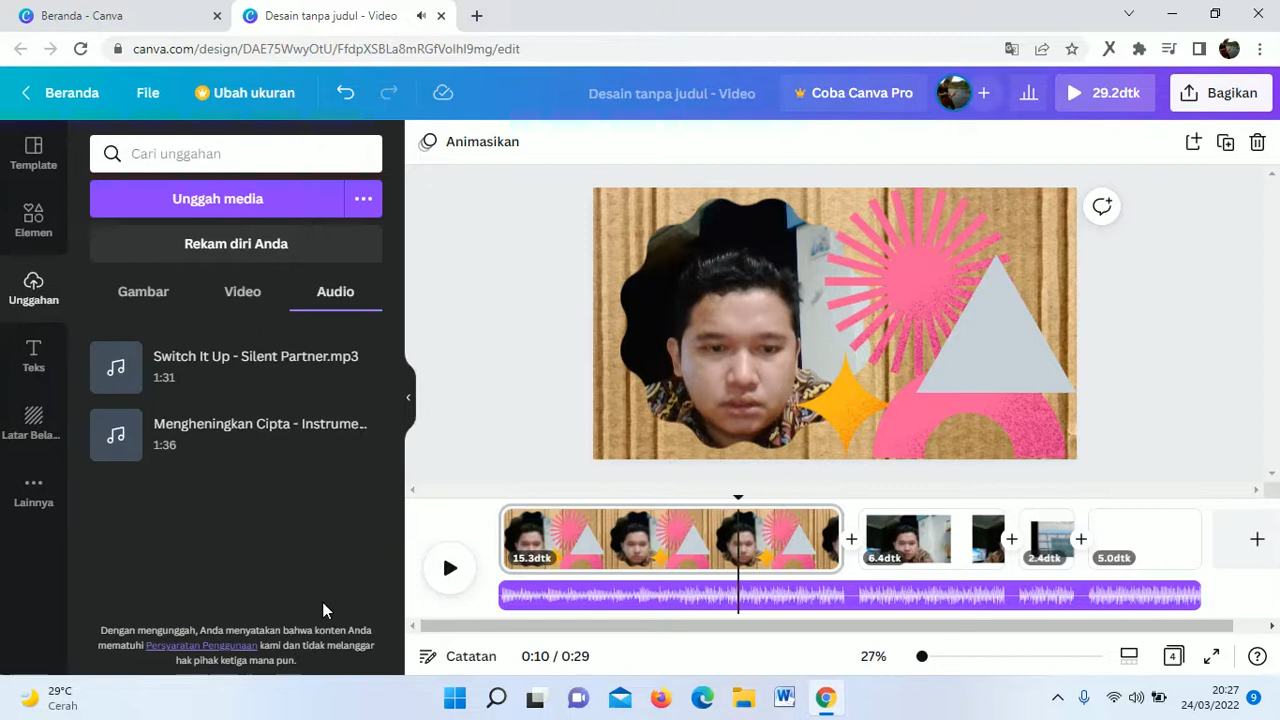 Beranda - Canva
Desain tanpa judul - Video
canva.com/design/DAE75WwyOtU/FfdpXSBLa8mRGfVolhI9mg/edit
Beranda File Ubah ukuran Desain tanpa judul - Video Coba Canva Pro 29.2dtk Bagikan
Template
Elemen
Unggahan
Teks
Latar Bela...
Lainnya
Cari unggahan
Unggah media
Rekam diri Anda
Gambar Video Audio
Switch It Up - Silent Partner.mp3
1:31
Mengheningkan Cipta - Instrume...
1:36
Dengan mengunggah, Anda menyatakan bahwa konten Anda
mematuhi Persyaratan Penggunaan kami dan tidak melanggar
hak pihak ketiga mana pun.
Animasikan
15.3dtk 6.4dtk 2.4dtk 5.0dtk
Catatan 0:10 / 0:29 27% 4
29°C
Cerah
20:27
24/03/2022
9